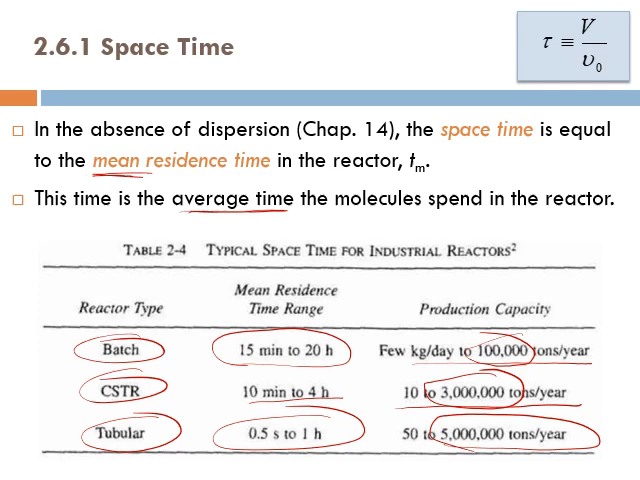 2.6.1 Space Time
τ ≡ V / υ0
In the absence of dispersion (Chap. 14), the space time is equal
to the mean residence time in the reactor, tm.
This time is the average time the molecules spend in the reactor.
TABLE 2-4 TYPICAL SPACE TIME FOR INDUSTRIAL REACTORS2
Mean Residence
Reactor Type Time Range Production Capacity
Batch 15 min to 20 h Few kg/day to 100,000 tons/year
CSTR 10 min to 4 h 10 to 3,000,000 tons/year
Tubular 0.5 s to 1 h 50 to 5,000,000 tons/year